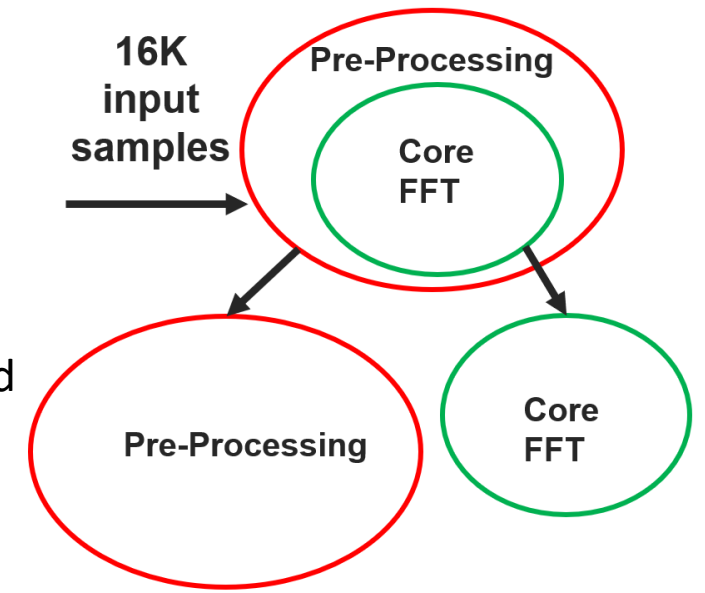 16K
input
samples
Pre-Processing
Core
FFT
d
Pre-Processing
Core
FFT